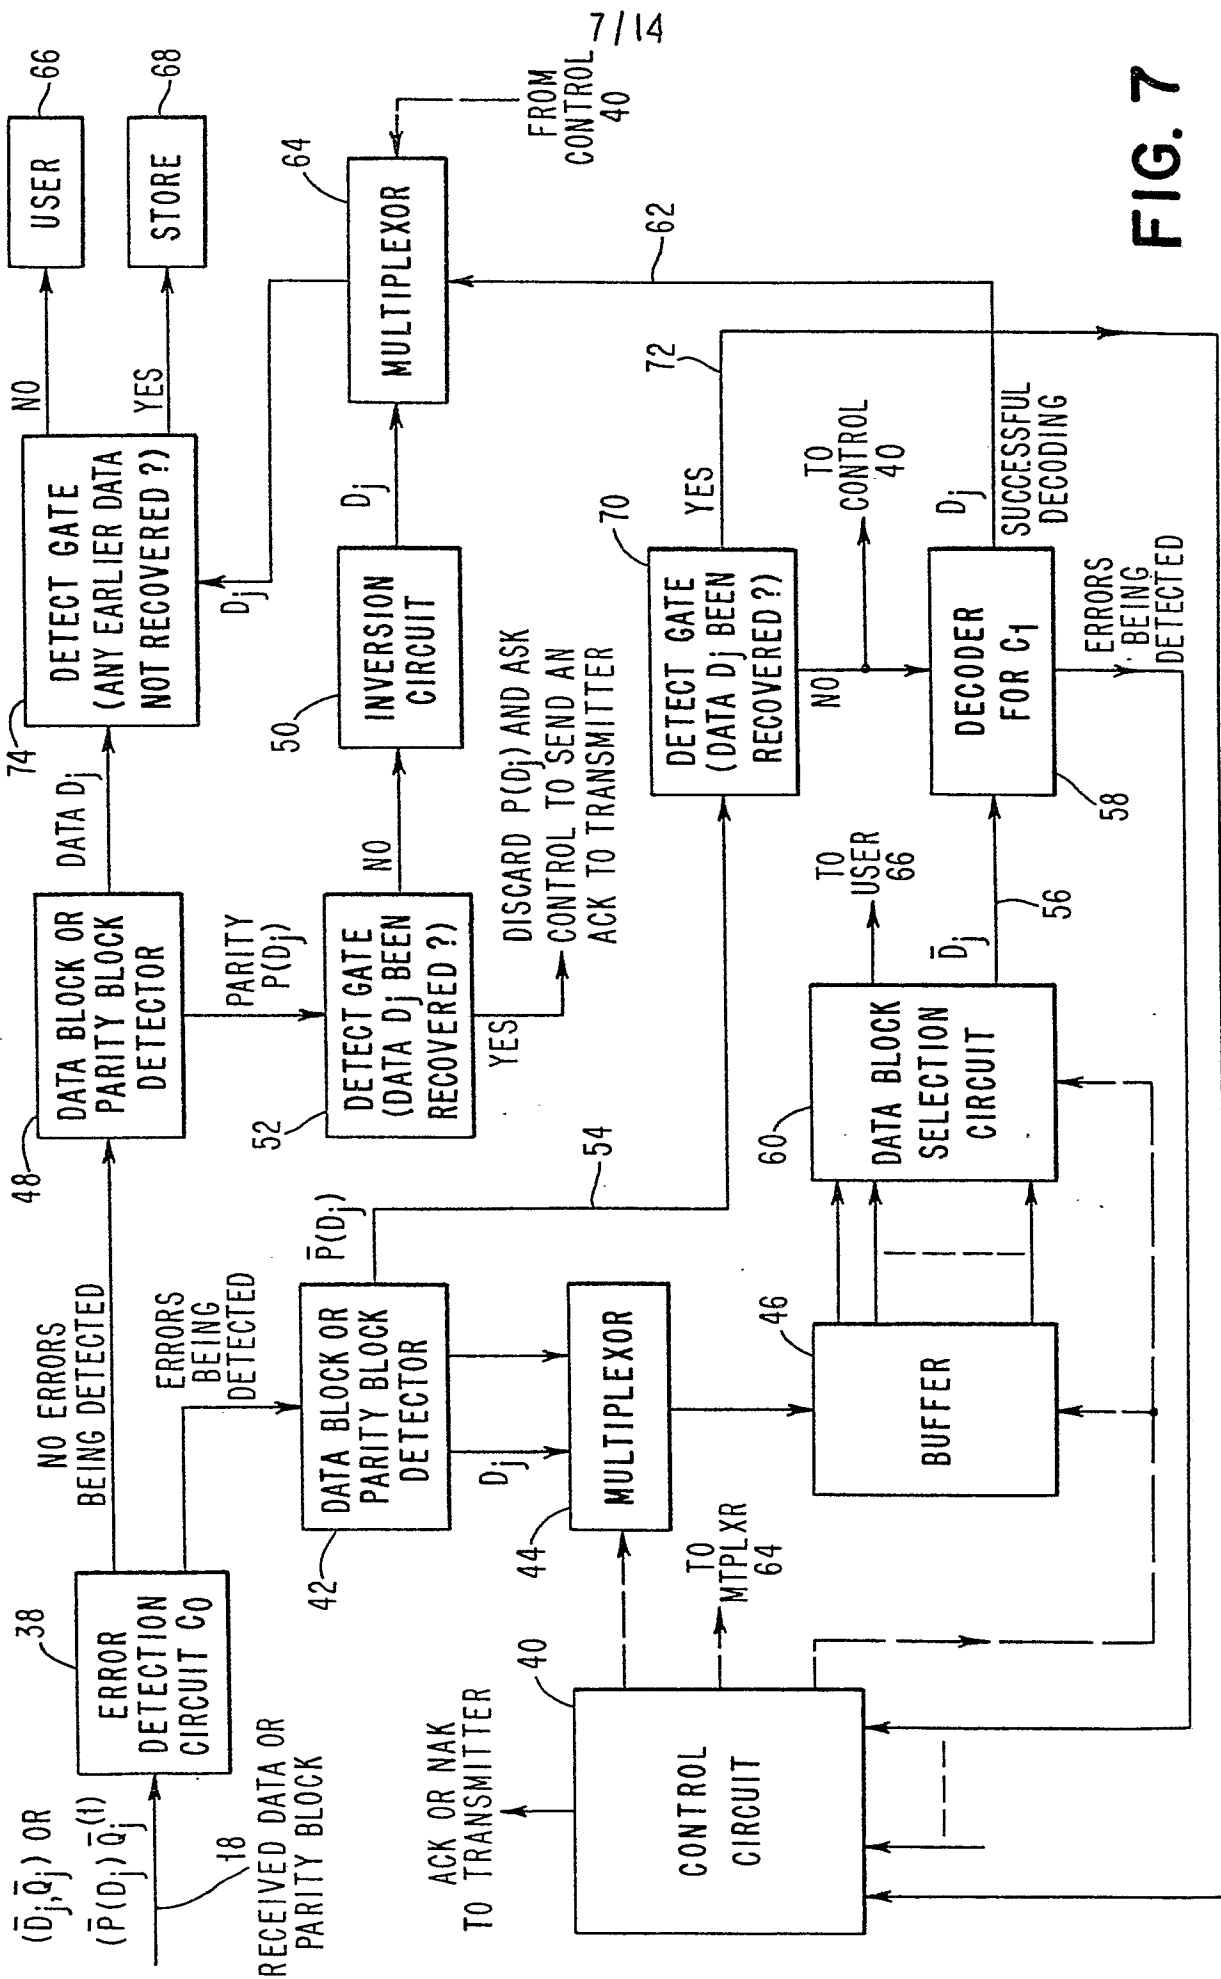 7/14
(D̄j, Q̄j) OR
(P̄(Dj) Q̄j(1))
18
RECEIVED DATA OR
PARITY BLOCK
38
ERROR
DETECTION
CIRCUIT C0
NO ERRORS
BEING DETECTED
ERRORS
BEING
DETECTED
48
DATA BLOCK OR
PARITY BLOCK
DETECTOR
DATA Dj
PARITY
P(Dj)
74
DETECT GATE
(ANY EARLIER DATA
NOT RECOVERED?)
NO
YES
USER
66
STORE
68
Dj
52
DETECT GATE
(DATA Dj BEEN
RECOVERED?)
NO
YES
DISCARD P(Dj) AND ASK
CONTROL TO SEND AN
ACK TO TRANSMITTER
50
INVERSION
CIRCUIT
Dj
MULTIPLEXOR
64
FROM
CONTROL
40
62
42
DATA BLOCK OR
PARITY BLOCK
DETECTOR
P̄(Dj)
54
Dj
44
MULTIPLEXOR
70
DETECT GATE
(DATA Dj BEEN
RECOVERED?)
YES
72
NO
TO
CONTROL
40
ACK OR NAK
TO TRANSMITTER
40
CONTROL
CIRCUIT
TO
MTPLXR
64
46
BUFFER
60
DATA BLOCK
SELECTION
CIRCUIT
TO
USER
66
D̄j
56
DECODER
FOR C1
58
Dj
SUCCESSFUL
DECODING
ERRORS
BEING
DETECTED
FIG. 7